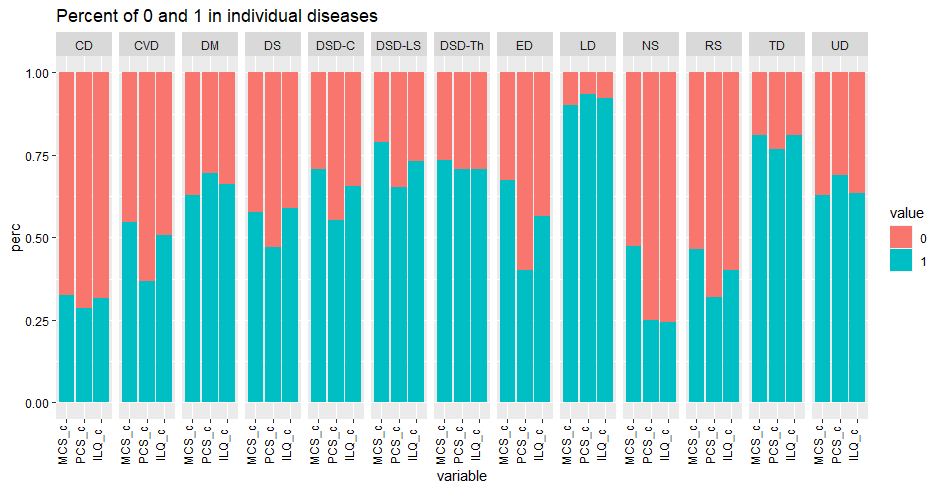 Percent of 0 and 1 in individual diseases
CD CVD DM DS DSD-C DSD-LS DSD-Th ED LD NS RS TD UD
1.00
0.75
0.50
0.25
0.00
perc
MCS_c PCS_c ILQ_c MCS_c PCS_c ILQ_c MCS_c PCS_c ILQ_c MCS_c PCS_c ILQ_c MCS_c PCS_c ILQ_c MCS_c PCS_c ILQ_c MCS_c PCS_c ILQ_c MCS_c PCS_c ILQ_c MCS_c PCS_c ILQ_c MCS_c PCS_c ILQ_c MCS_c PCS_c ILQ_c MCS_c PCS_c ILQ_c MCS_c PCS_c ILQ_c
variable
value
0
1